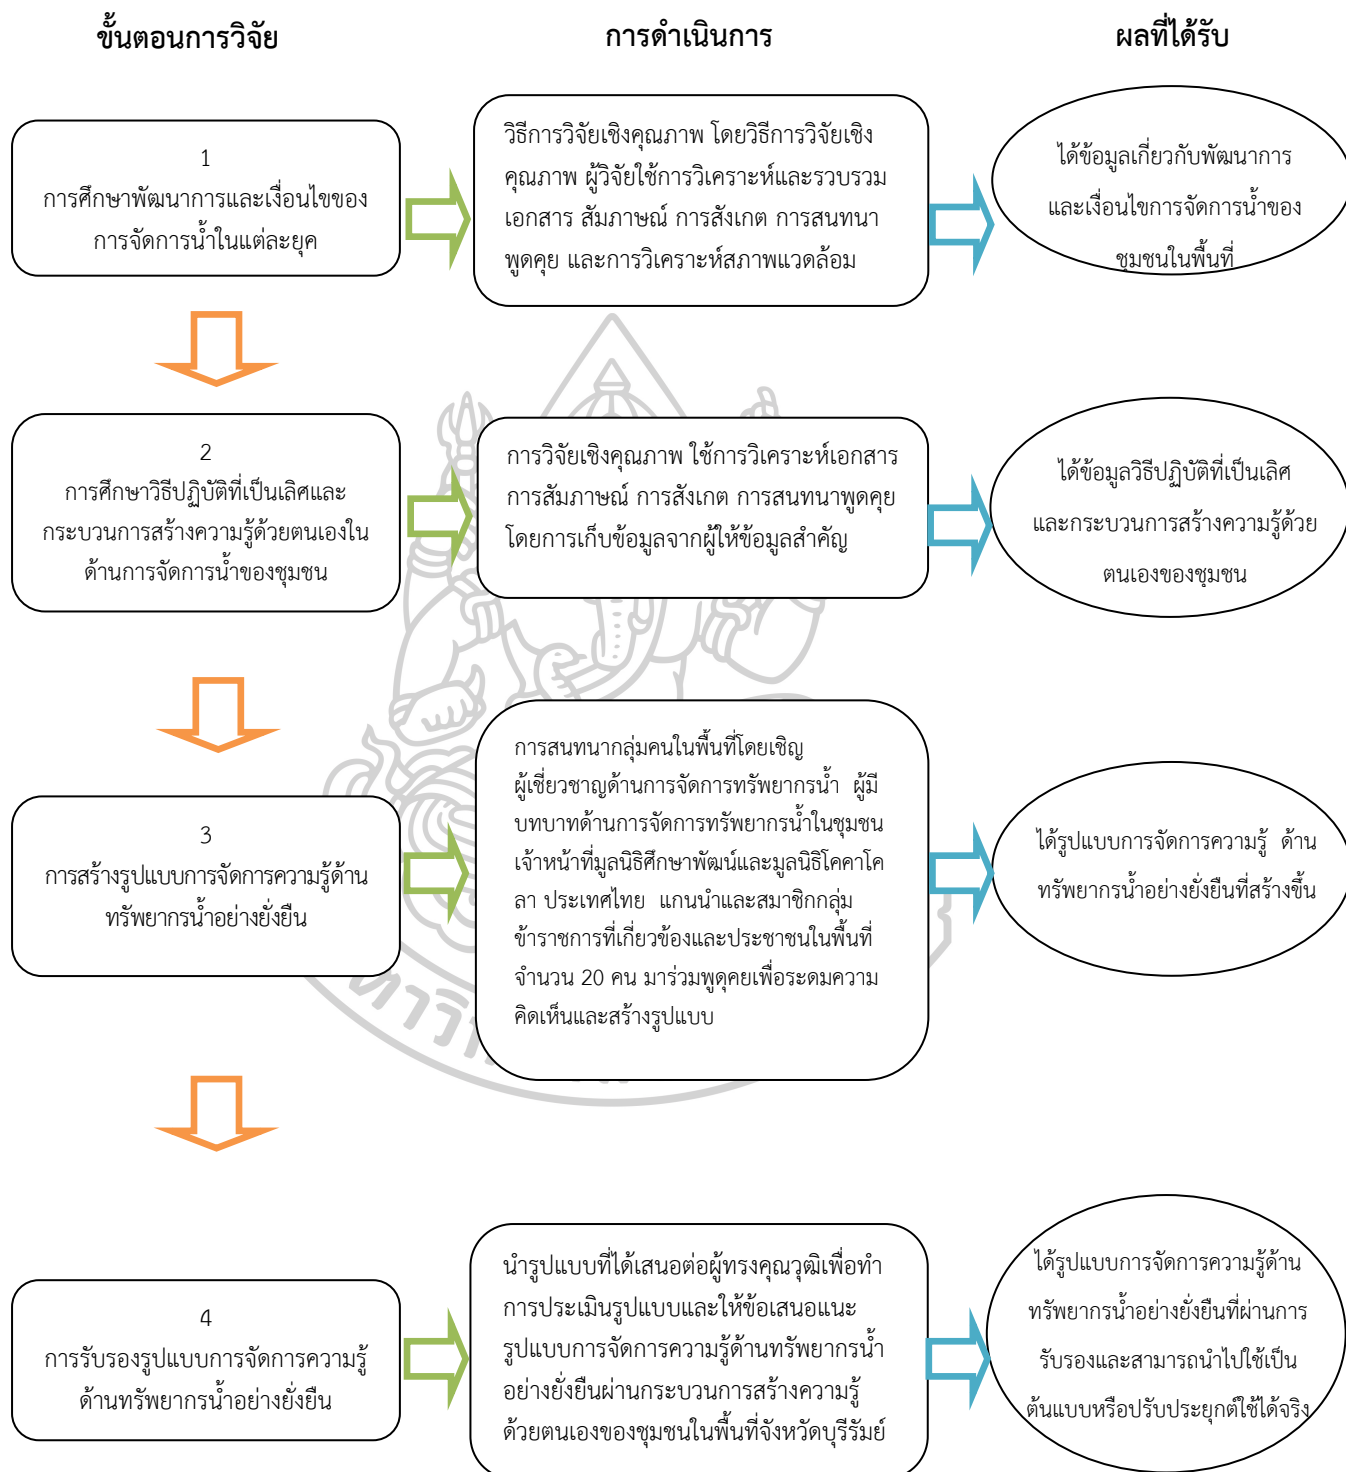 ขั้นตอนการวิจัย
การดำเนินการ
ผลที่ได้รับ
1
การศึกษาพัฒนาการและเงื่อนไขของ
การจัดการน้ำในแต่ละยุค
วิธีการวิจัยเชิงคุณภาพ โดยวิธีการวิจัยเชิง
คุณภาพ ผู้วิจัยใช้การวิเคราะห์และรวบรวม
เอกสาร สัมภาษณ์ การสังเกต การสนทนา
พูดคุย และการวิเคราะห์สภาพแวดล้อม
ได้ข้อมูลเกี่ยวกับพัฒนาการ
และเงื่อนไขการจัดการน้ำของ
ชุมชนในพื้นที่
2
การศึกษาวิธีปฏิบัติที่เป็นเลิศและ
กระบวนการสร้างความรู้ด้วยตนเองใน
ด้านการจัดการน้ำของชุมชน
การวิจัยเชิงคุณภาพ ใช้การวิเคราะห์เอกสาร
การสัมภาษณ์ การสังเกต การสนทนาพูดคุย
โดยการเก็บข้อมูลจากผู้ให้ข้อมูลสำคัญ
ได้ข้อมูลวิธีปฏิบัติที่เป็นเลิศ
และกระบวนการสร้างความรู้ด้วย
ตนเองของชุมชน
3
การสร้างรูปแบบการจัดการความรู้ด้าน
ทรัพยากรน้ำอย่างยั่งยืน
การสนทนากลุ่มคนในพื้นที่โดยเชิญ
ผู้เชี่ยวชาญด้านการจัดการทรัพยากรน้ำ ผู้มี
บทบาทด้านการจัดการทรัพยากรน้ำในชุมชน
เจ้าหน้าที่มูลนิธิศึกษาพัฒน์และมูลนิธิโคคาโค
ลา ประเทศไทย แกนนำและสมาชิกกลุ่ม
ข้าราชการที่เกี่ยวข้องและประชาชนในพื้นที่
จำนวน 20 คน มาร่วมพูดุคยเพื่อระดมความ
คิดเห็นและสร้างรูปแบบ
ได้รูปแบบการจัดการความรู้ ด้าน
ทรัพยากรน้ำอย่างยั่งยืนที่สร้างขึ้น
4
การรับรองรูปแบบการจัดการความรู้
ด้านทรัพยากรน้ำอย่างยั่งยืน
นำรูปแบบที่ได้เสนอต่อผู้ทรงคุณวุฒิเพื่อทำ
การประเมินรูปแบบและให้ข้อเสนอแนะ
รูปแบบการจัดการความรู้ด้านทรัพยากรน้ำ
อย่างยั่งยืนผ่านกระบวนการสร้างความรู้
ด้วยตนเองของชุมชนในพื้นที่จังหวัดบุรีรัมย์
ได้รูปแบบการจัดการความรู้ด้าน
ทรัพยากรน้ำอย่างยั่งยืนที่ผ่านการ
รับรองและสามารถนำไปใช้เป็น
ต้นแบบหรือปรับประยุกต์ใช้ได้จริง